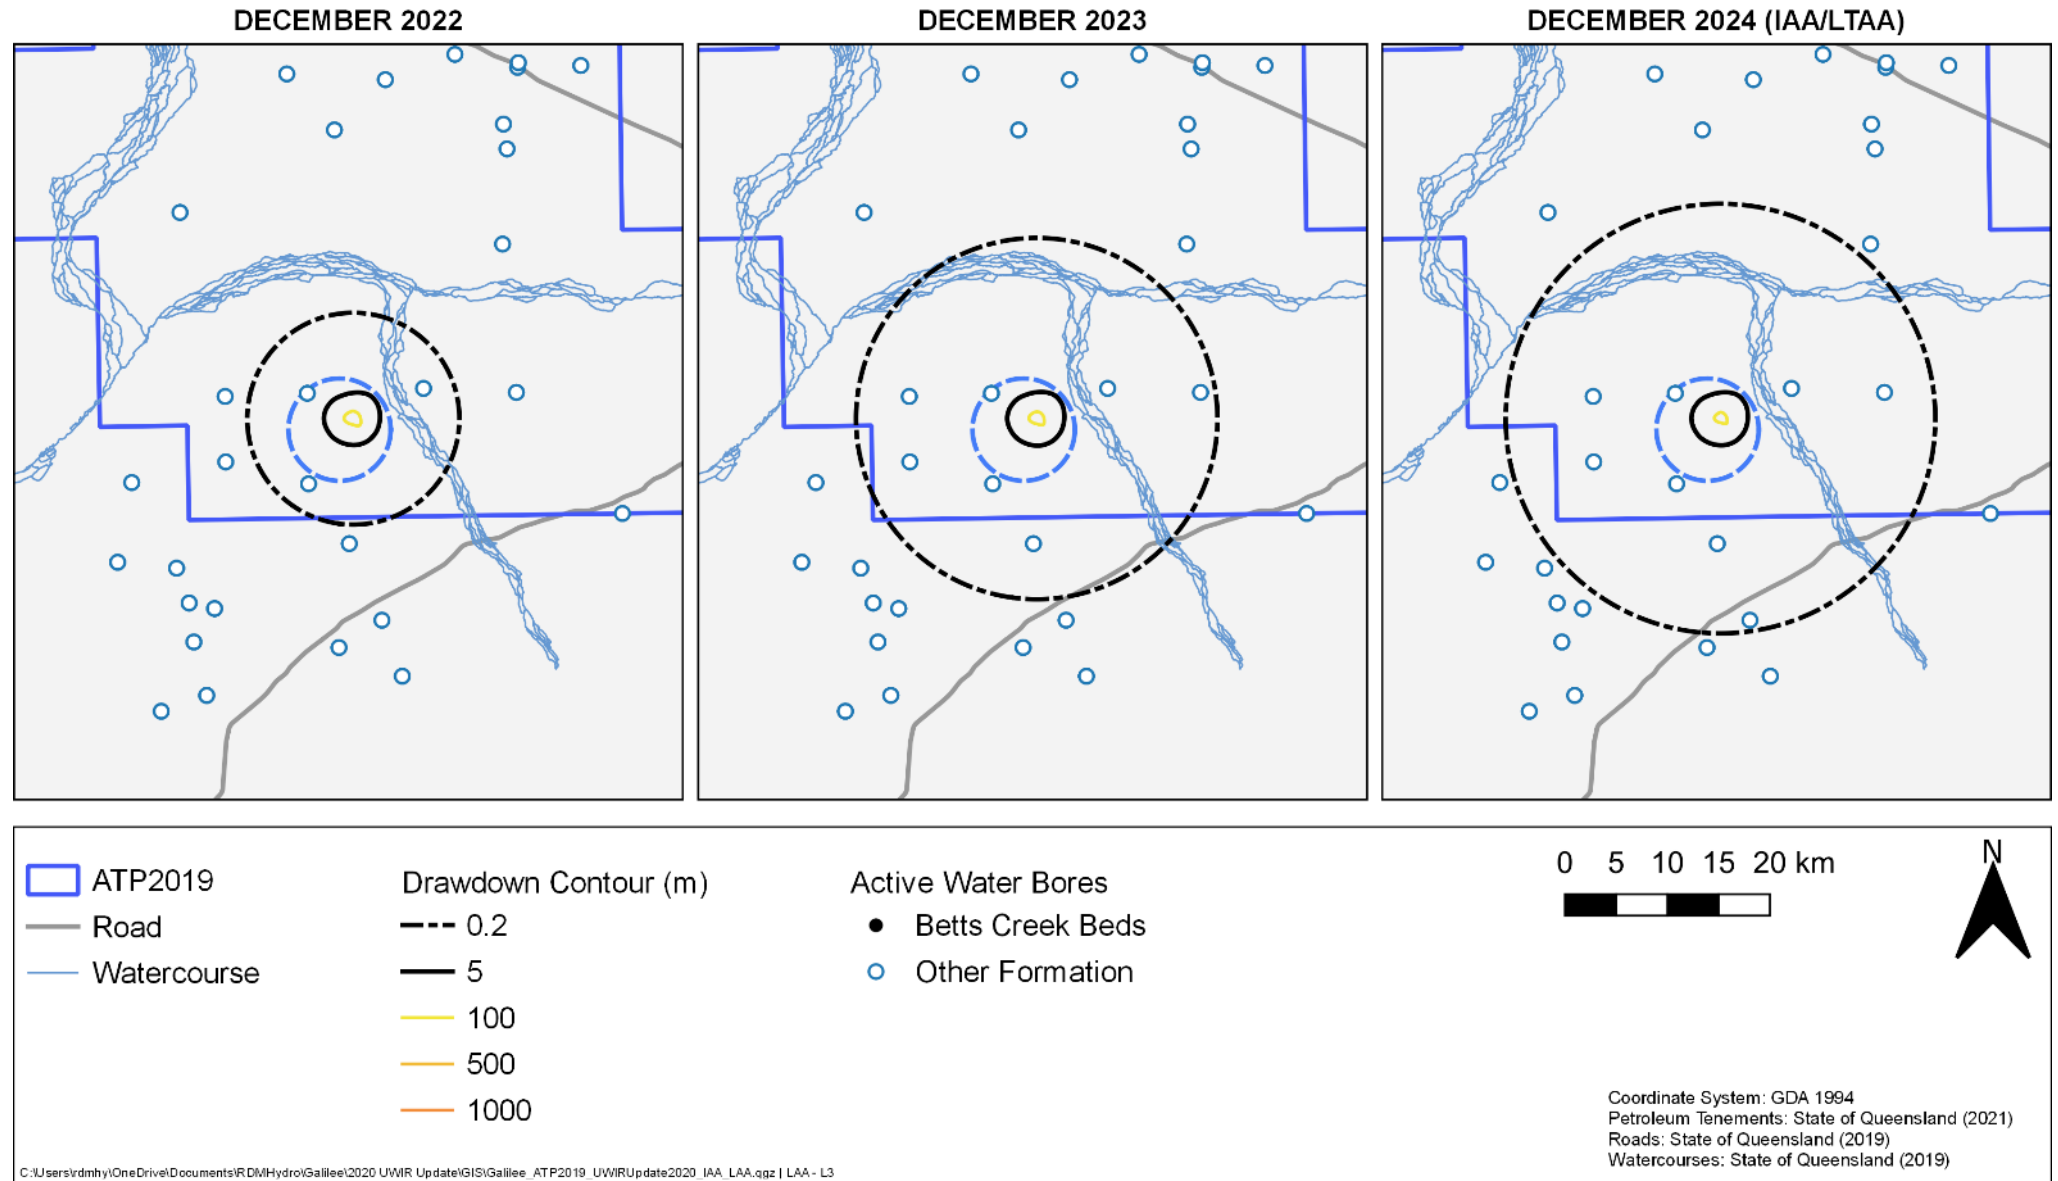 DECEMBER 2022
DECEMBER 2023
DECEMBER 2024 (IAA/LTAA)
ATP2019
Road
Watercourse
Drawdown Contour (m)
0.2
5
100
500
1000
Active Water Bores
Betts Creek Beds
Other Formation
0 5 10 15 20 km
N
Coordinate System: GDA 1994
Petroleum Tenements: State of Queensland (2021)
Roads: State of Queensland (2019)
Watercourses: State of Queensland (2019)
C:\Users\rdmhy\OneDrive\Documents\RDMHydro\Galilee\2020 UWIR Update\GIS\Galilee_ATP2019_UWIRUpdate2020_IAA_LAA.qgz | LAA - L3